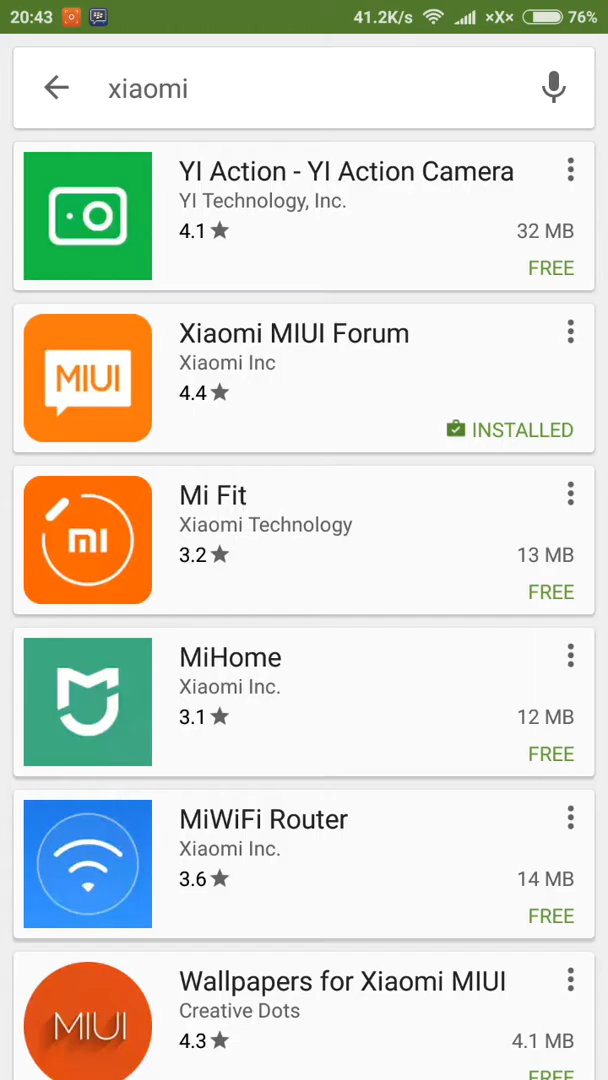 20:43 41.2K/s ×X× 76%
xiaomi
YI Action - YI Action Camera
YI Technology, Inc.
4.1 32 MB
FREE
MIUI
Xiaomi MIUI Forum
Xiaomi Inc
4.4
INSTALLED
mi
Mi Fit
Xiaomi Technology
3.2 13 MB
FREE
MiHome
Xiaomi Inc.
3.1 12 MB
FREE
MiWiFi Router
Xiaomi Inc.
3.6 14 MB
FREE
MIUI
Wallpapers for Xiaomi MIUI
Creative Dots
4.3 4.1 MB
FREE